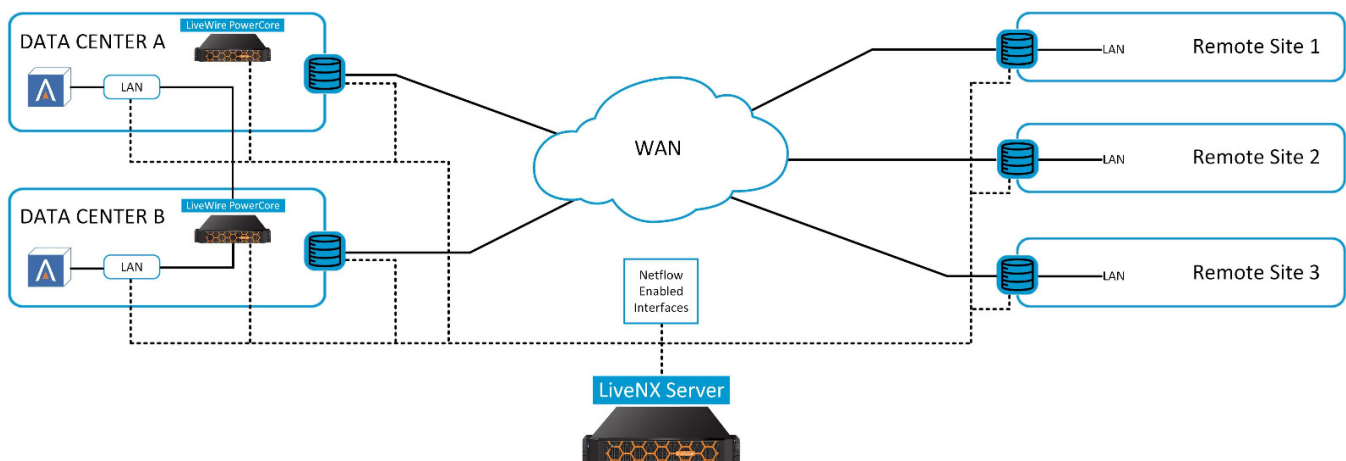 LiveWire PowerCore
DATA CENTER A
LAN
LiveWire PowerCore
DATA CENTER B
LAN
WAN
Netflow
Enabled
Interfaces
LiveNX Server
LAN
Remote Site 1
LAN
Remote Site 2
LAN
Remote Site 3